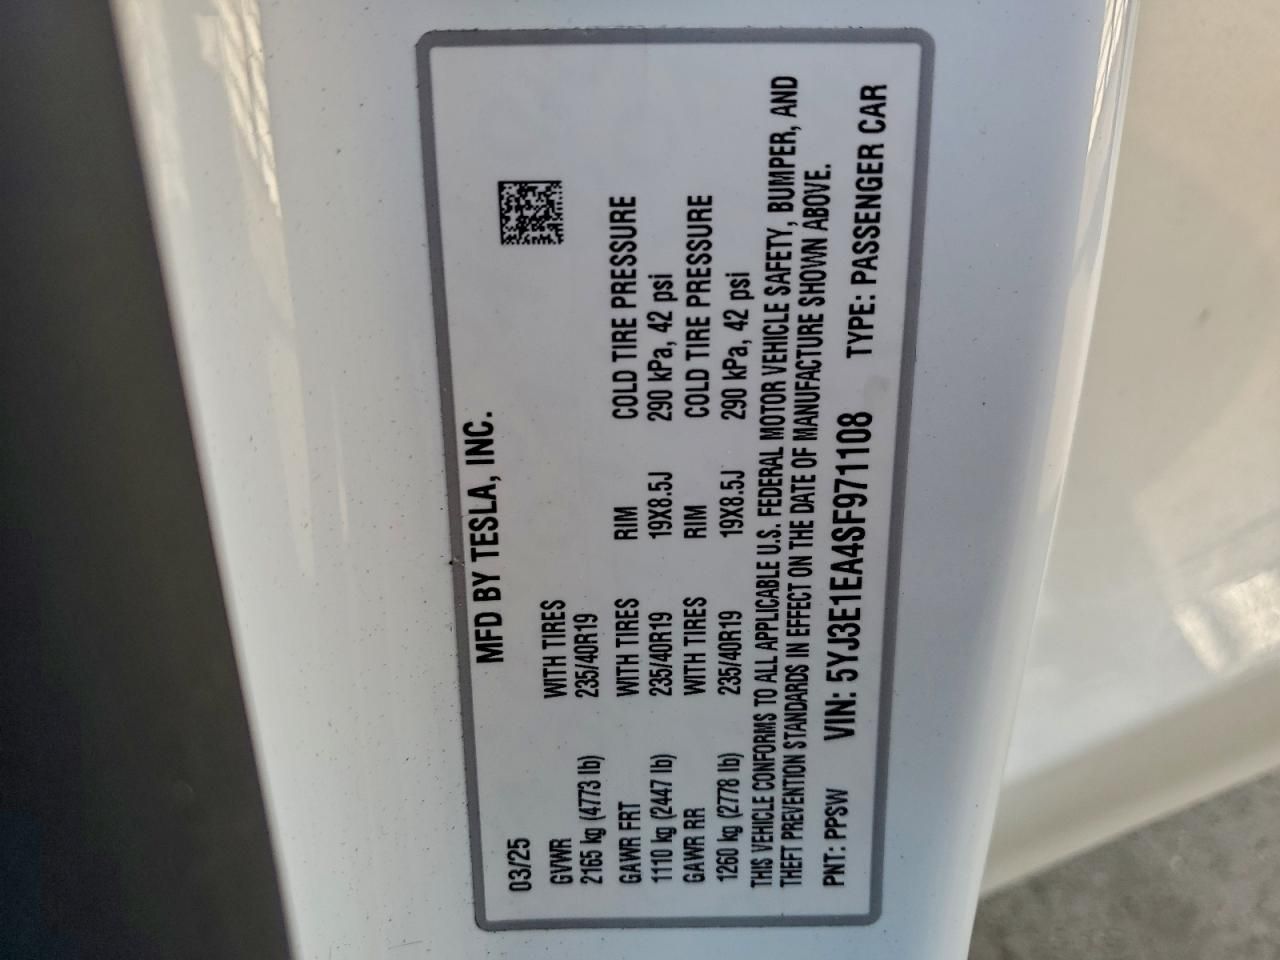 MFD BY TESLA, INC.
03/25
GVWR WITH TIRES
2165 kg (4773 lb) 235/40R19
GAWR FRT WITH TIRES RIM COLD TIRE PRESSURE
1110 kg (2447 lb) 235/40R19 19X8.5J 290 kPa, 42 psi
GAWR RR WITH TIRES RIM COLD TIRE PRESSURE
1260 kg (2778 lb) 235/40R19 19X8.5J 290 kPa, 42 psi
THIS VEHICLE CONFORMS TO ALL APPLICABLE U.S. FEDERAL MOTOR VEHICLE SAFETY, BUMPER, AND
THEFT PREVENTION STANDARDS IN EFFECT ON THE DATE OF MANUFACTURE SHOWN ABOVE.
PNT: PPSW VIN: 5YJ3E1EA4SF971108 TYPE: PASSENGER CAR